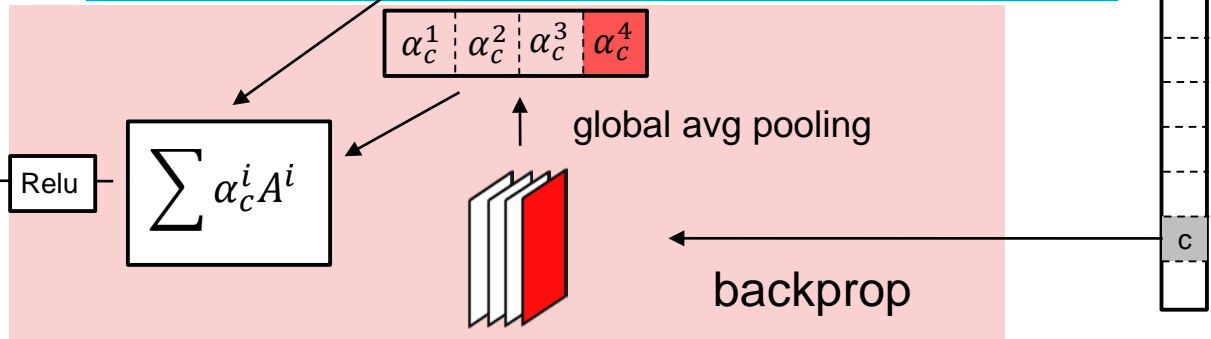 α_c^1 α_c^2 α_c^3 α_c^4
global avg pooling
Relu
∑ α_c^i A^i
c
backprop